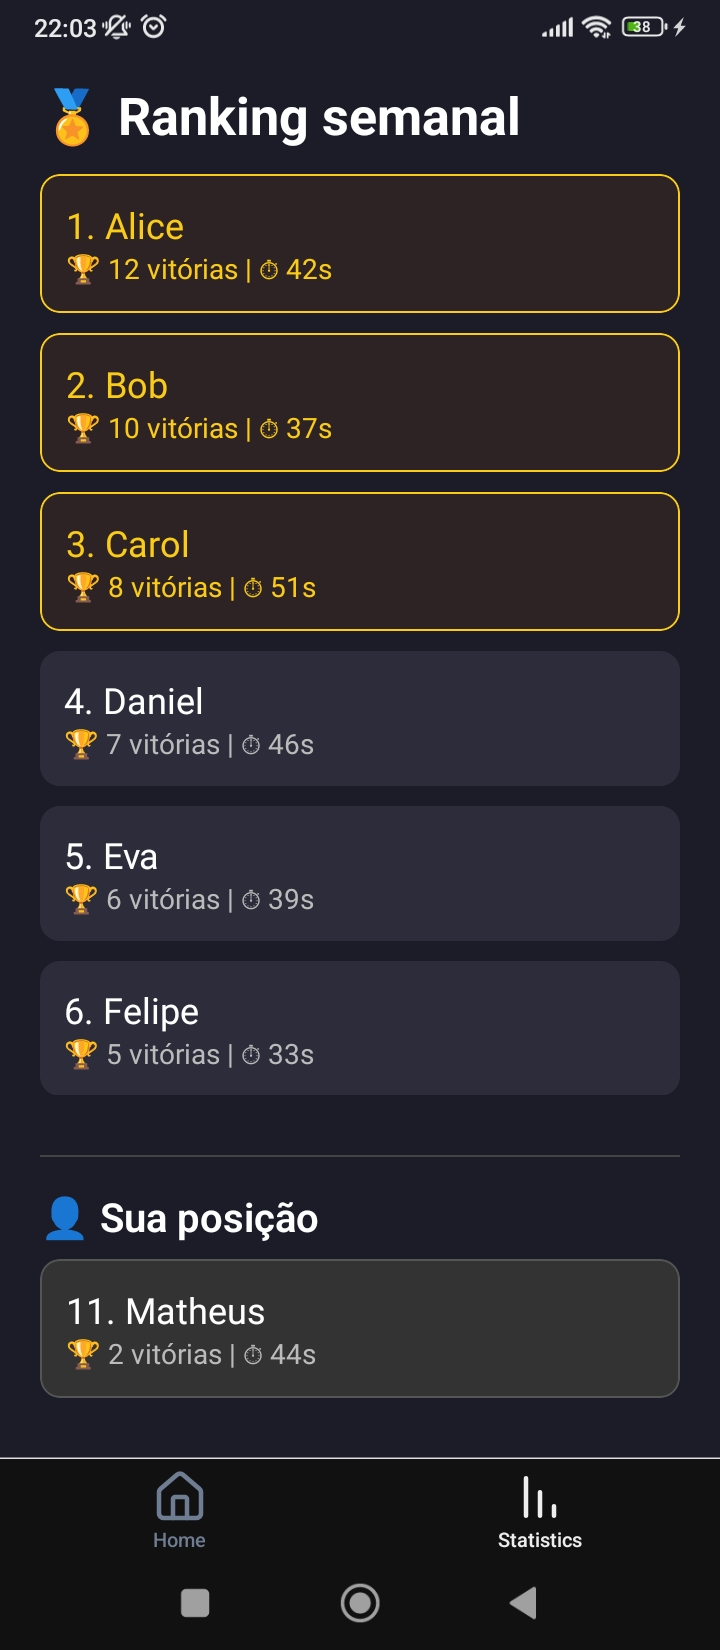 22:03
38
Ranking semanal
1. Alice
12 vitórias | 42s
2. Bob
10 vitórias | 37s
3. Carol
8 vitórias | 51s
4. Daniel
7 vitórias | 46s
5. Eva
6 vitórias | 39s
6. Felipe
5 vitórias | 33s
Sua posição
11. Matheus
2 vitórias | 44s
Home
Statistics